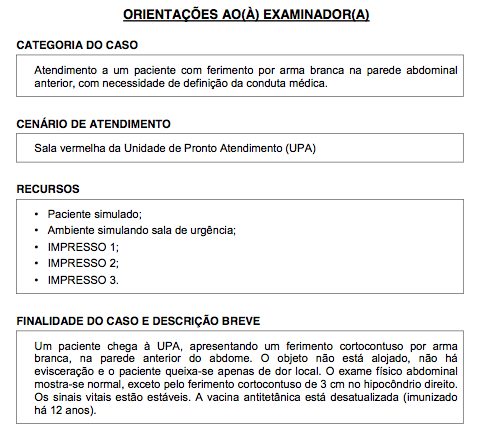 ORIENTAÇÕES AO(À) EXAMINADOR(A)
CATEGORIA DO CASO
Atendimento a um paciente com ferimento por arma branca na parede abdominal
anterior, com necessidade de definição da conduta médica.
CENÁRIO DE ATENDIMENTO
Sala vermelha da Unidade de Pronto Atendimento (UPA)
RECURSOS
• Paciente simulado;
• Ambiente simulando sala de urgência;
• IMPRESSO 1;
• IMPRESSO 2;
• IMPRESSO 3.
FINALIDADE DO CASO E DESCRIÇÃO BREVE
Um paciente chega à UPA, apresentando um ferimento cortocontuso por arma
branca, na parede anterior do abdome. O objeto não está alojado, não há
evisceração e o paciente queixa-se apenas de dor local. O exame físico abdominal
mostra-se normal, exceto pelo ferimento cortocontuso de 3 cm no hipocôndrio direito.
Os sinais vitais estão estáveis. A vacina antitetânica está desatualizada (imunizado
há 12 anos).